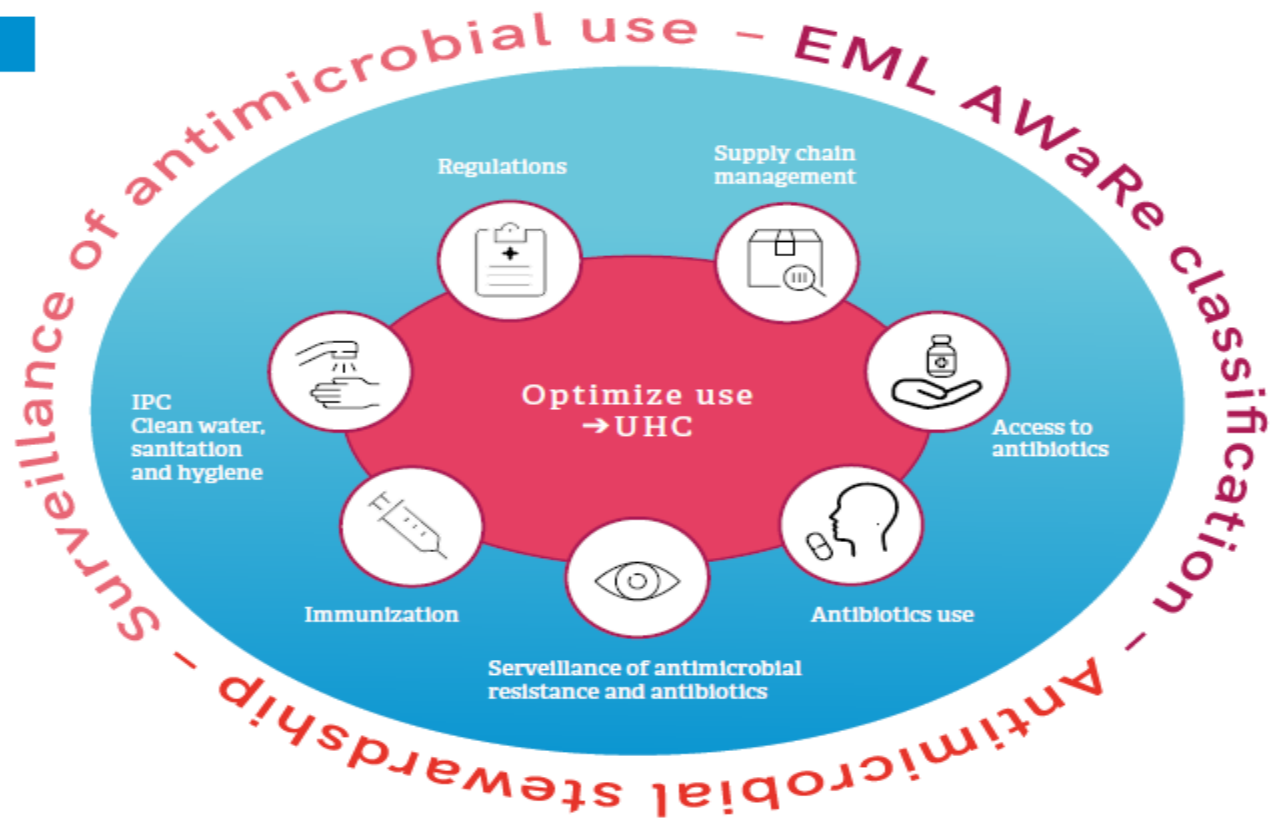 Surveillance of antimicrobial use – EML AWaRe classification – Antimicrobial stewardship –
Regulations
Supply chain
management
IPC
Clean water,
sanitation
and hygiene
Optimize use
➔UHC
Access to
antibiotics
Immunization
Antibiotics use
Serveillance of antimicrobial
resistance and antibiotics